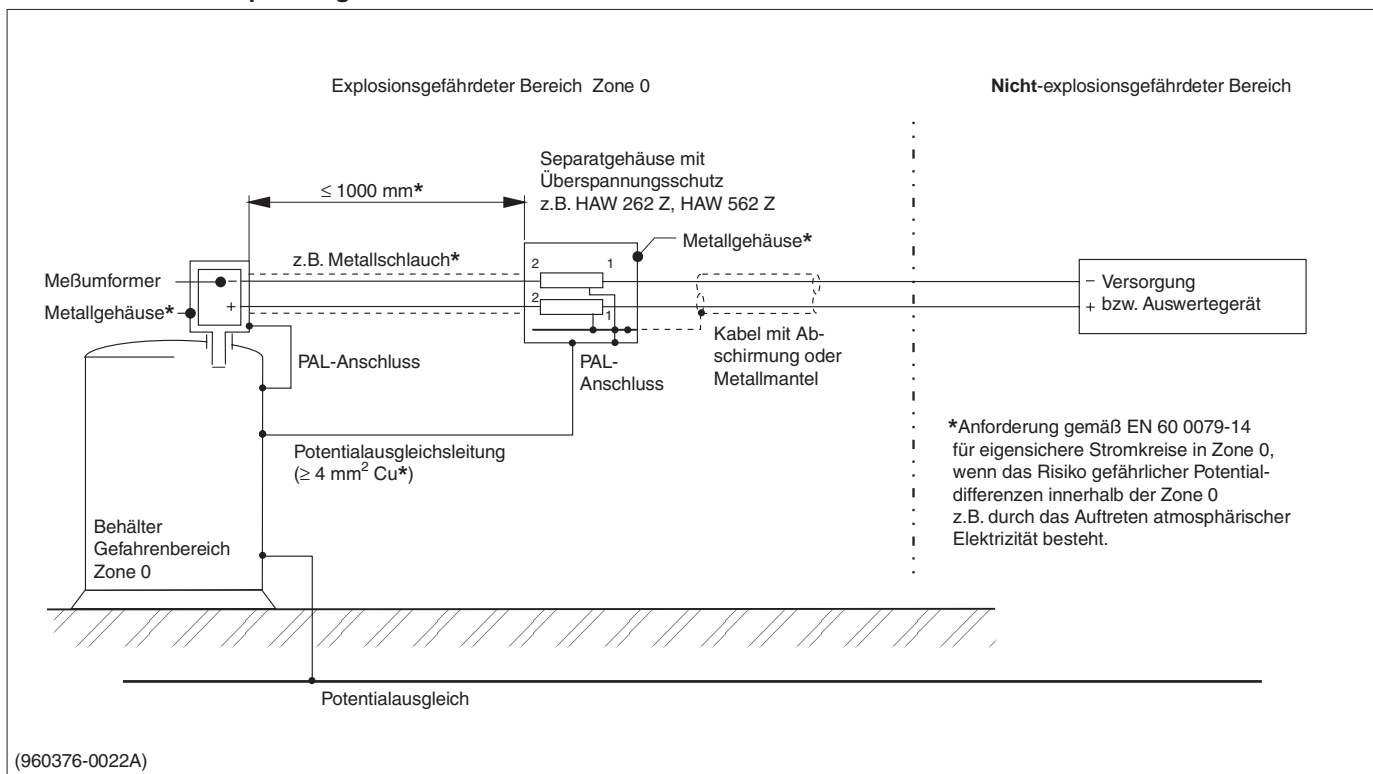 Explosionsgefährdeter Bereich Zone 0
Nicht-explosionsgefährdeter Bereich
Separatgehäuse mit
Überspannungsschutz
z.B. HAW 262 Z, HAW 562 Z
≤ 1000 mm*
Metallgehäuse*
z.B. Metallschlauch*
2
1
2
1
Meßumformer
Metallgehäuse*
−
+
− Versorgung
+ bzw. Auswertegerät
PAL-Anschluss
PAL-
Anschluss
Kabel mit Ab-
schirmung oder
Metallmantel
Potentialausgleichsleitung
(≥ 4 mm² Cu*)
*Anforderung gemäß EN 60 0079-14
für eigensichere Stromkreise in Zone 0,
wenn das Risiko gefährlicher Potential-
differenzen innerhalb der Zone 0
z.B. durch das Auftreten atmosphärischer
Elektrizität besteht.
Behälter
Gefahrenbereich
Zone 0
Potentialausgleich
(960376-0022A)